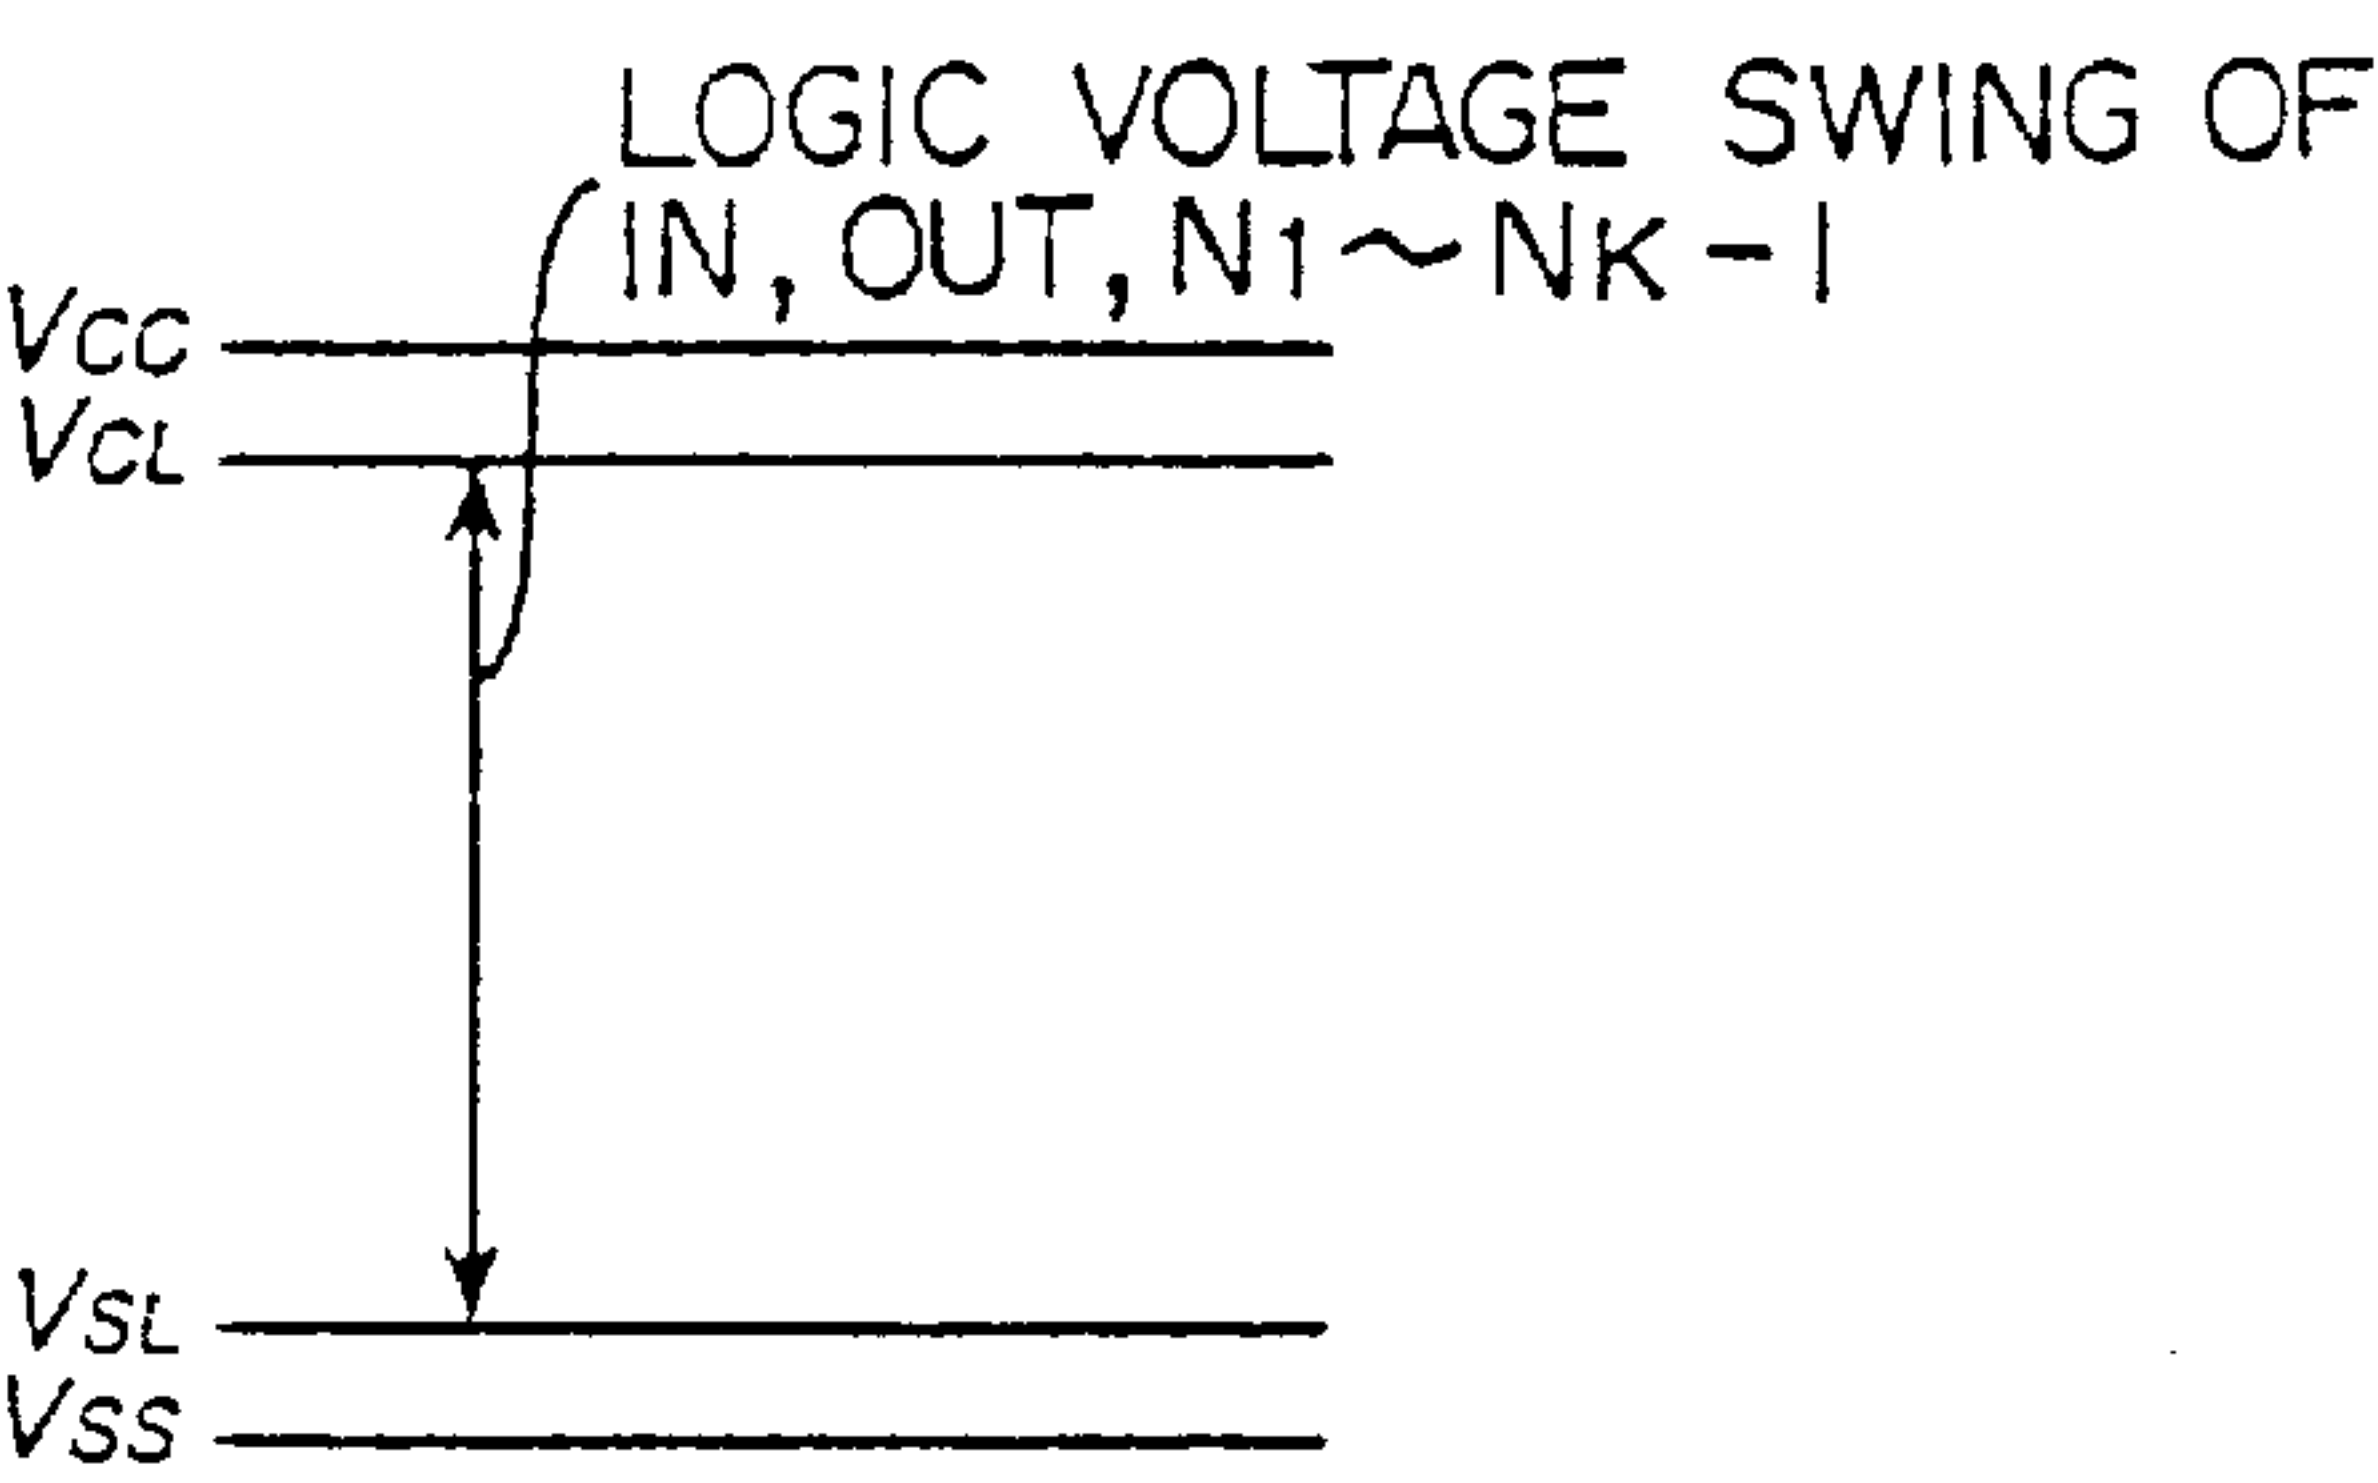 LOGIC VOLTAGE SWING OF
IN, OUT, N1~NK-1
VCC
VCL
VSL
VSS